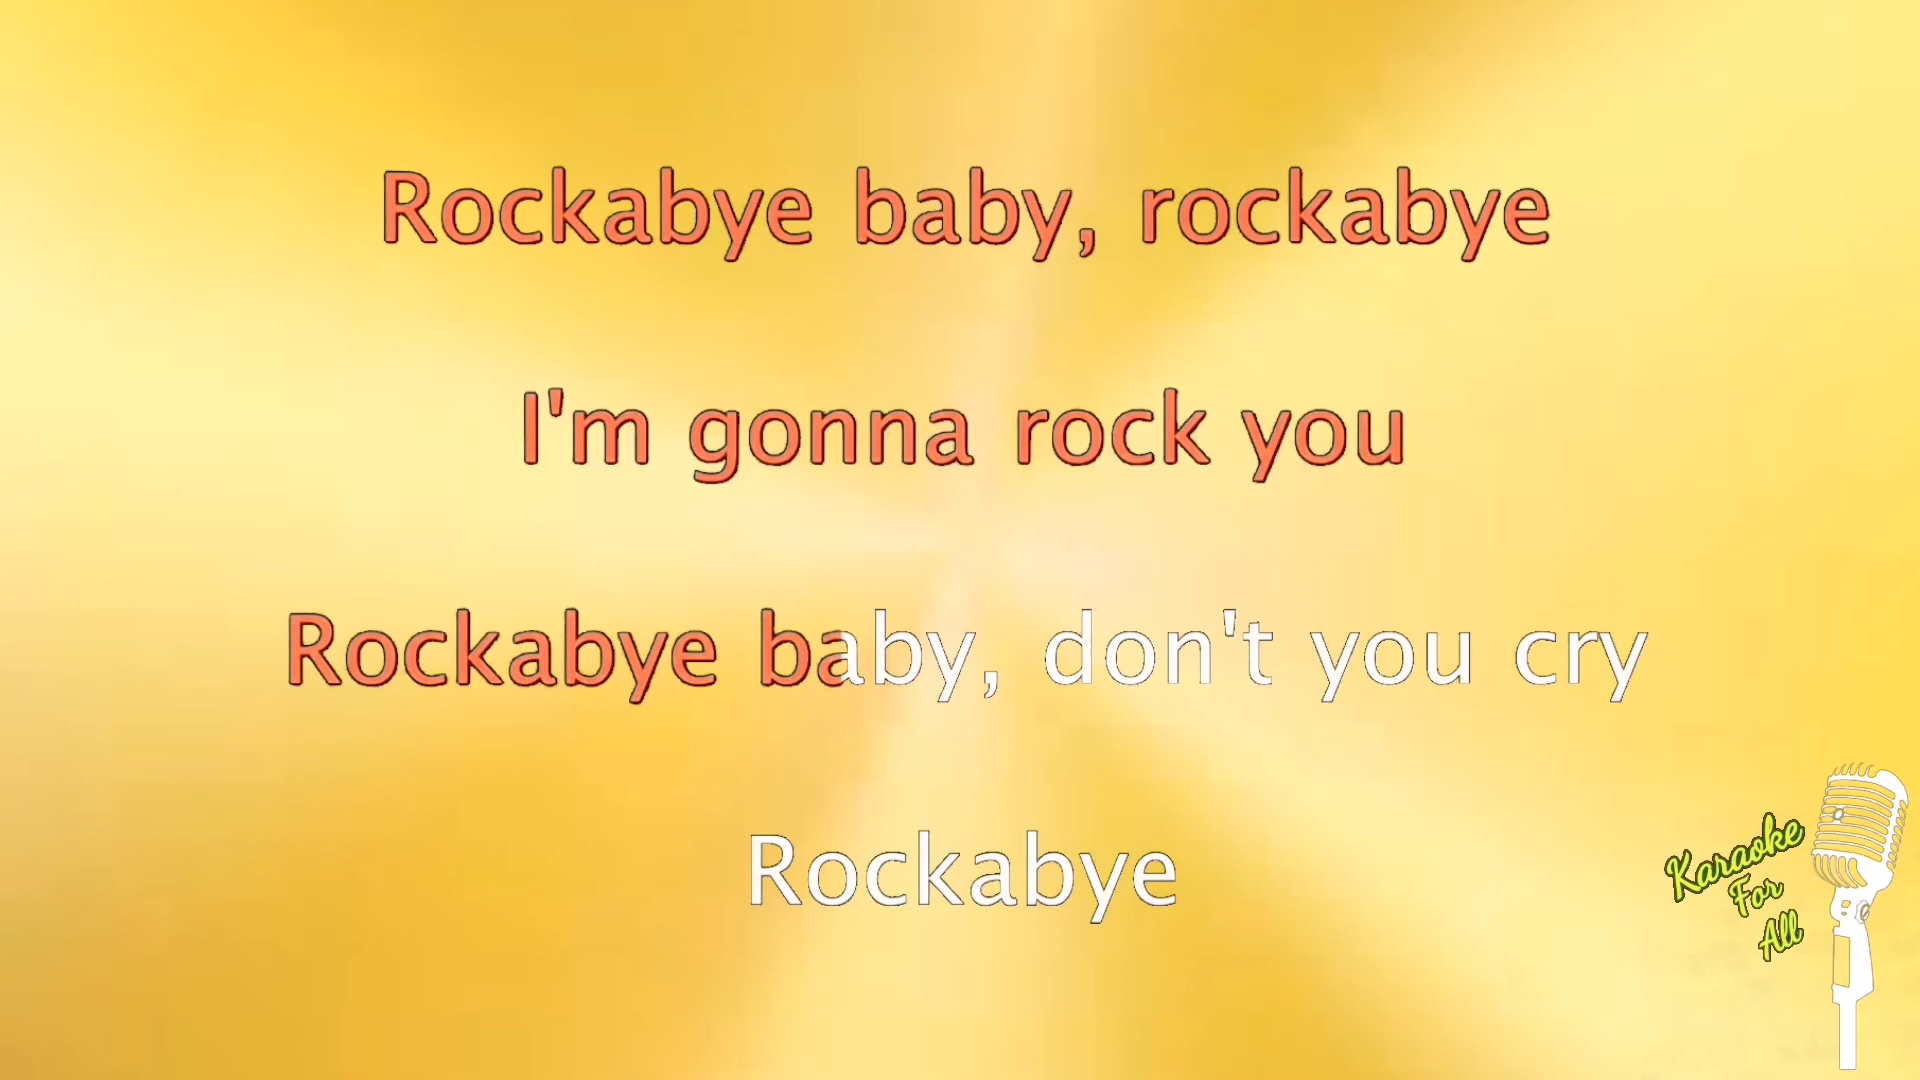 Rockabye baby, rockabye
I'm gonna rock you
Rockabye baby, don't you cry
Rockabye
Karaoke
For
All